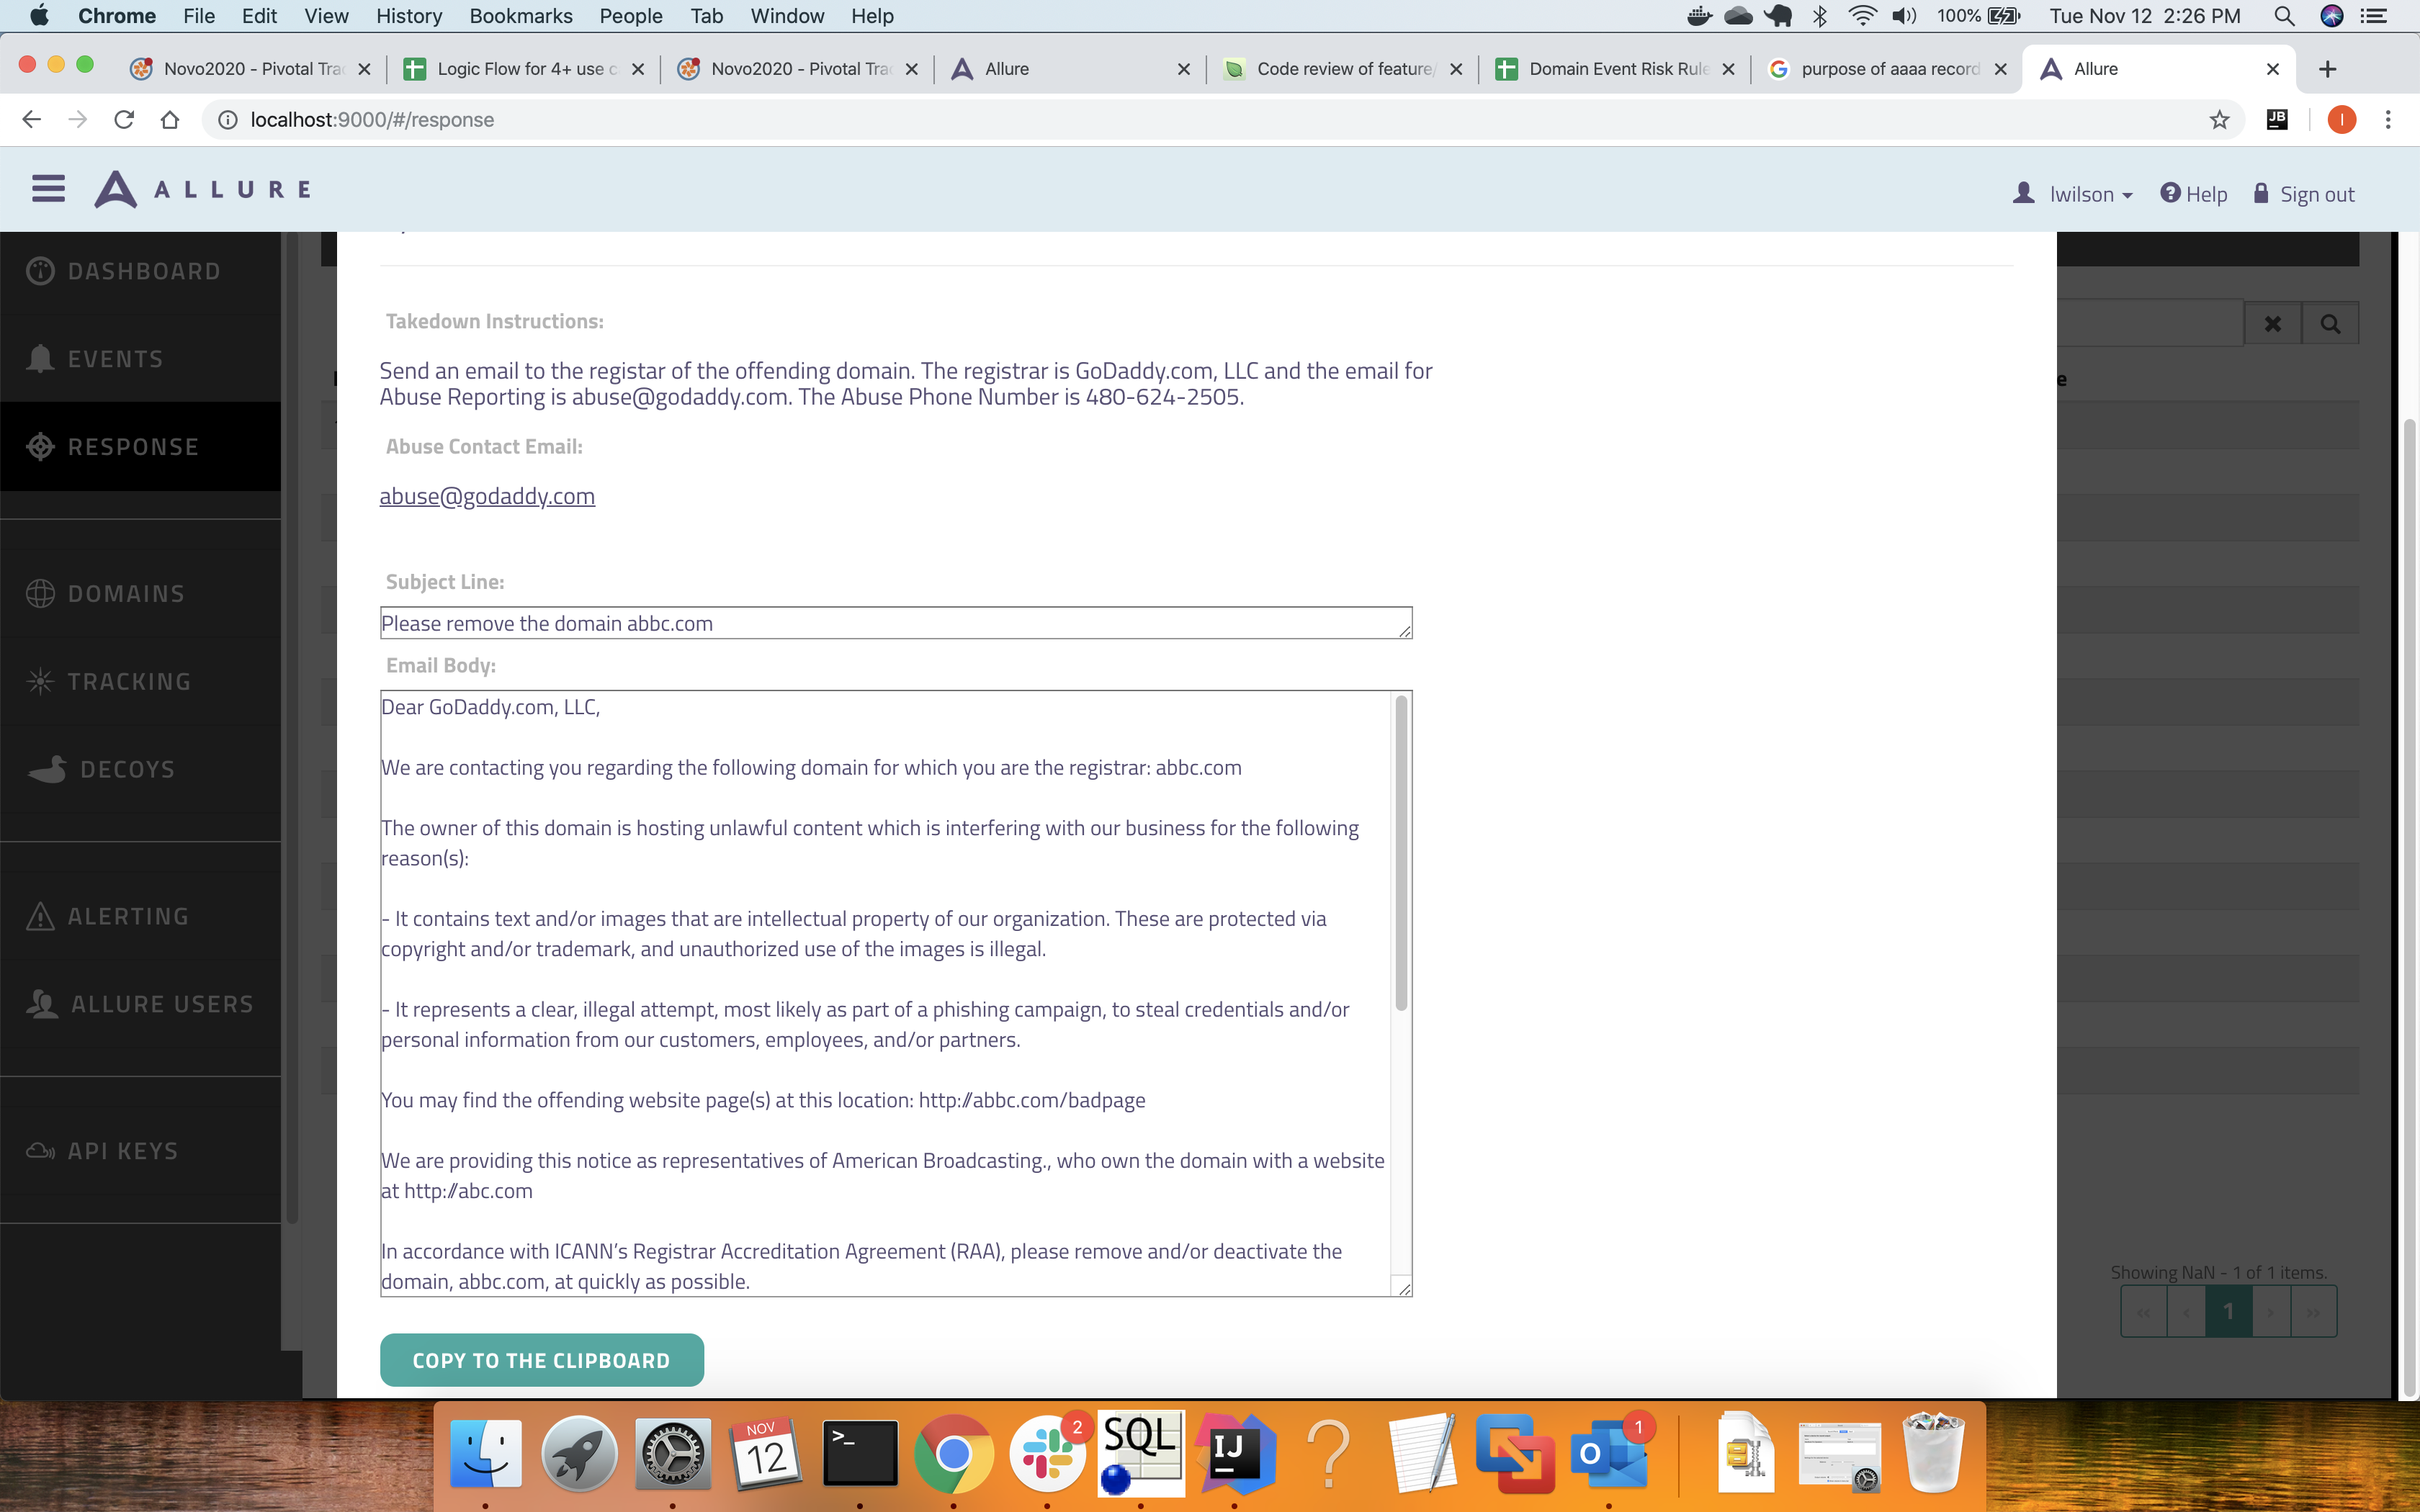 Chrome File Edit View History Bookmarks People Tab Window Help 100% Tue Nov 12 2:26 PM
Novo2020 - Pivotal Trac Logic Flow for 4+ use c Novo2020 - Pivotal Trac Allure Code review of feature/ Domain Event Risk Rule purpose of aaaa record Allure
localhost:9000/#/response JB I
ALLURE lwilson Help Sign out
DASHBOARD
EVENTS
RESPONSE
DOMAINS
TRACKING
DECOYS
ALERTING
ALLURE USERS
API KEYS
Takedown Instructions:
Send an email to the registar of the offending domain. The registrar is GoDaddy.com, LLC and the email for
Abuse Reporting is abuse@godaddy.com. The Abuse Phone Number is 480-624-2505.
Abuse Contact Email:
abuse@godaddy.com
Subject Line:
Please remove the domain abbc.com
Email Body:
Dear GoDaddy.com, LLC,
We are contacting you regarding the following domain for which you are the registrar: abbc.com
The owner of this domain is hosting unlawful content which is interfering with our business for the following
reason(s):
- It contains text and/or images that are intellectual property of our organization. These are protected via
copyright and/or trademark, and unauthorized use of the images is illegal.
- It represents a clear, illegal attempt, most likely as part of a phishing campaign, to steal credentials and/or
personal information from our customers, employees, and/or partners.
You may find the offending website page(s) at this location: http://abbc.com/badpage
We are providing this notice as representatives of American Broadcasting., who own the domain with a website
at http://abc.com
In accordance with ICANN's Registrar Accreditation Agreement (RAA), please remove and/or deactivate the
domain, abbc.com, at quickly as possible.
COPY TO THE CLIPBOARD
e
Showing NaN - 1 of 1 items.
« ‹ 1 › »
NOV
12
>_
2
SQL
IJ
?
O
1